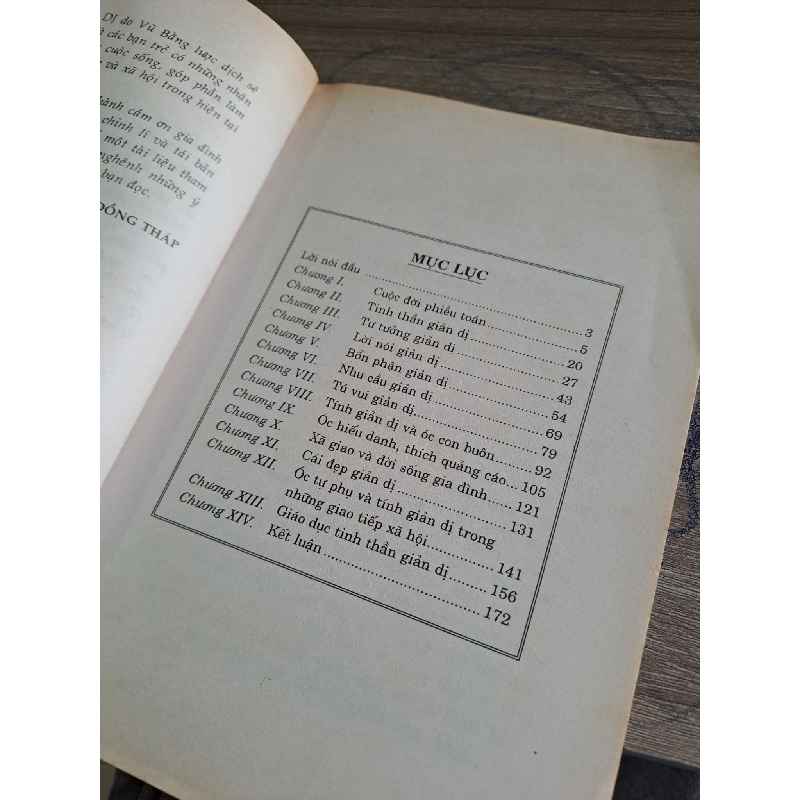 Dị do Vũ Bằng lược dịch sẽ
và các bạn trẻ có những nhận
cuộc sống, góp phần làm
và xã hội trong hiện tại
hành cám ơn gia đình
chỉnh lí và tái bản
một tài liệu tham
nghênh những ý
bạn đọc.
ĐỒNG THÁP
MỤC LỤC
Lời nói đầu ........ 3
Chương I. Cuộc đời phiếu toán ........ 5
Chương II. Tinh thần giản dị ........ 20
Chương III. Tư tưởng giản dị ........ 27
Chương IV. Lời nói giản dị ........ 43
Chương V. Bổn phận giản dị ........ 54
Chương VI. Nhu cầu giản dị ........ 69
Chương VII. Tú vui giản dị ........ 79
Chương VIII. Tính giản dị và óc con buôn ........ 92
Chương IX. Óc hiếu danh, thích quảng cáo... 105
Chương X. Xã giao và đời sống gia đình ........ 121
Chương XI. Cái đẹp giản dị ........ 131
Chương XII. Óc tự phụ và tính giản dị trong
những giao tiếp xã hội ........ 141
Chương XIII. Giáo dục tinh thần giản dị ........ 156
Chương XIV. Kết luận ........ 172